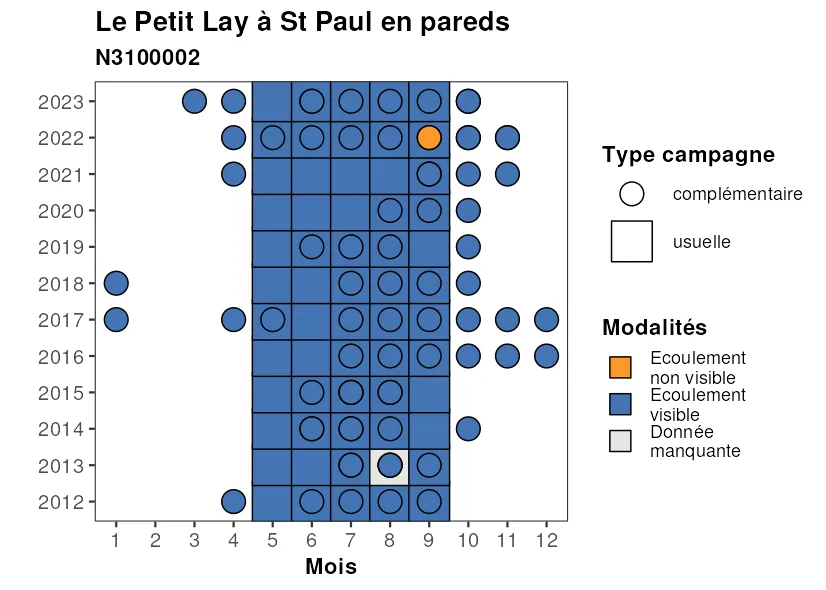 Le Petit Lay à St Paul en pareds
N3100002
2023
2022
2021
2020
2019
2018
2017
2016
2015
2014
2013
2012
1 2 3 4 5 6 7 8 9 10 11 12
Mois
Type campagne
complémentaire
usuelle
Modalités
Ecoulement
non visible
Ecoulement
visible
Donnée
manquante